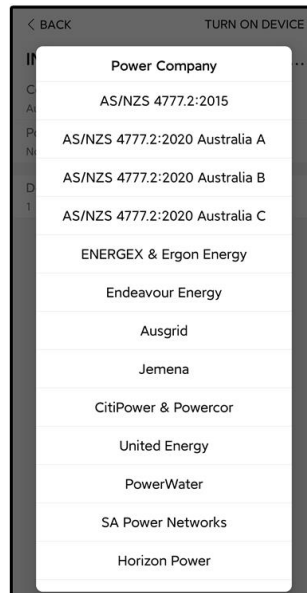 < BACK
TURN ON DEVICE
IN
...
Power Company
AS/NZS 4777.2:2015
AS/NZS 4777.2:2020 Australia A
AS/NZS 4777.2:2020 Australia B
AS/NZS 4777.2:2020 Australia C
ENERGEX & Ergon Energy
Endeavour Energy
Ausgrid
Jemena
CitiPower & Powercor
United Energy
PowerWater
SA Power Networks
Horizon Power
1